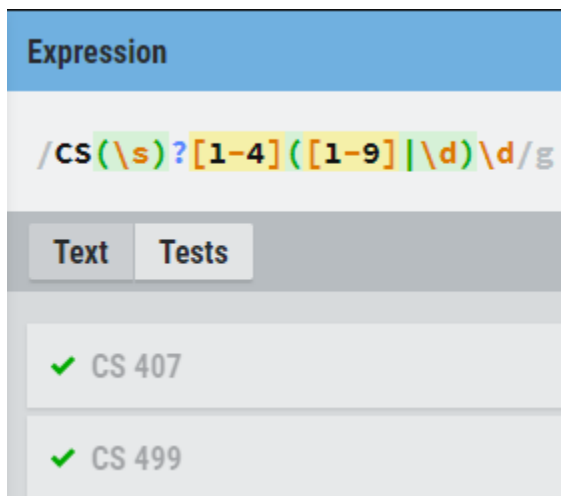 Expression
/CS(\s)?[1-4]([1-9]|\d)\d/g
Text Tests
CS 407
CS 499